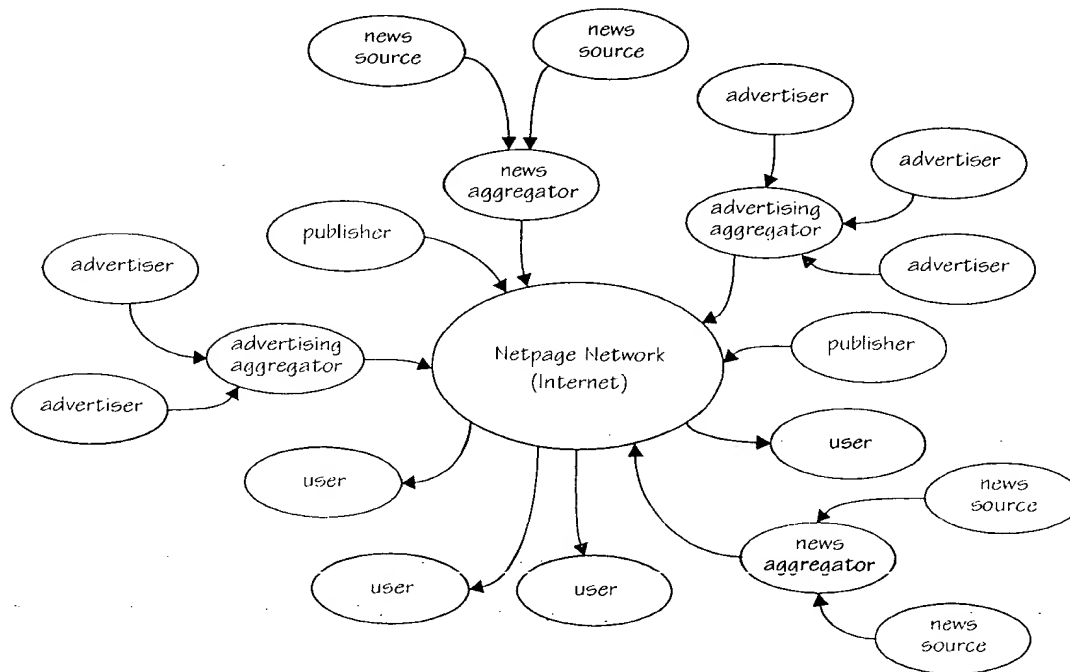 news
source
news
source
advertiser
news
aggregator
advertiser
advertising
aggregator
publisher
advertiser
advertiser
advertising
aggregator
Netpage Network
(Internet)
publisher
advertiser
user
user
news
source
news
aggregator
user
user
news
source